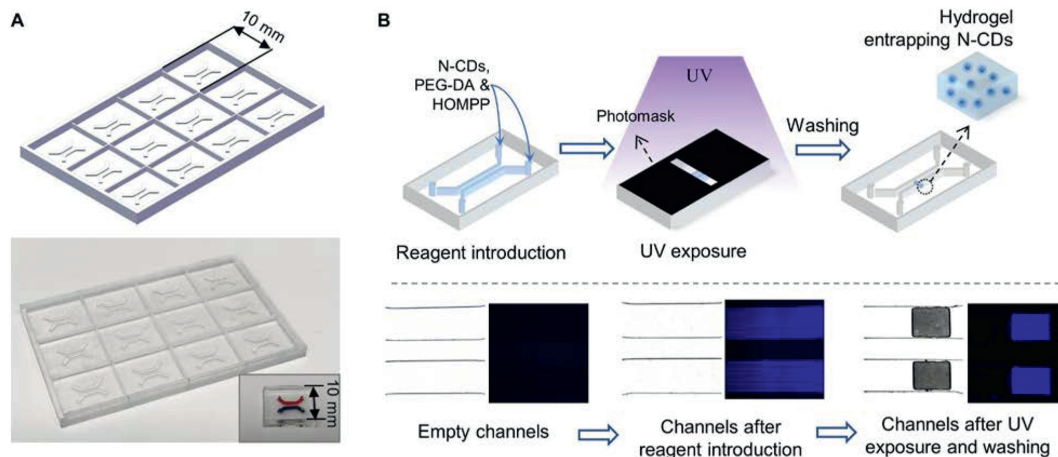 A
10 mm
10 mm
B
N-CDs,
PEG-DA &
HOMPP
Reagent introduction
UV
Photomask
UV exposure
Washing
Hydrogel
entrapping N-CDs
Empty channels
Channels after
reagent introduction
Channels after UV
exposure and washing